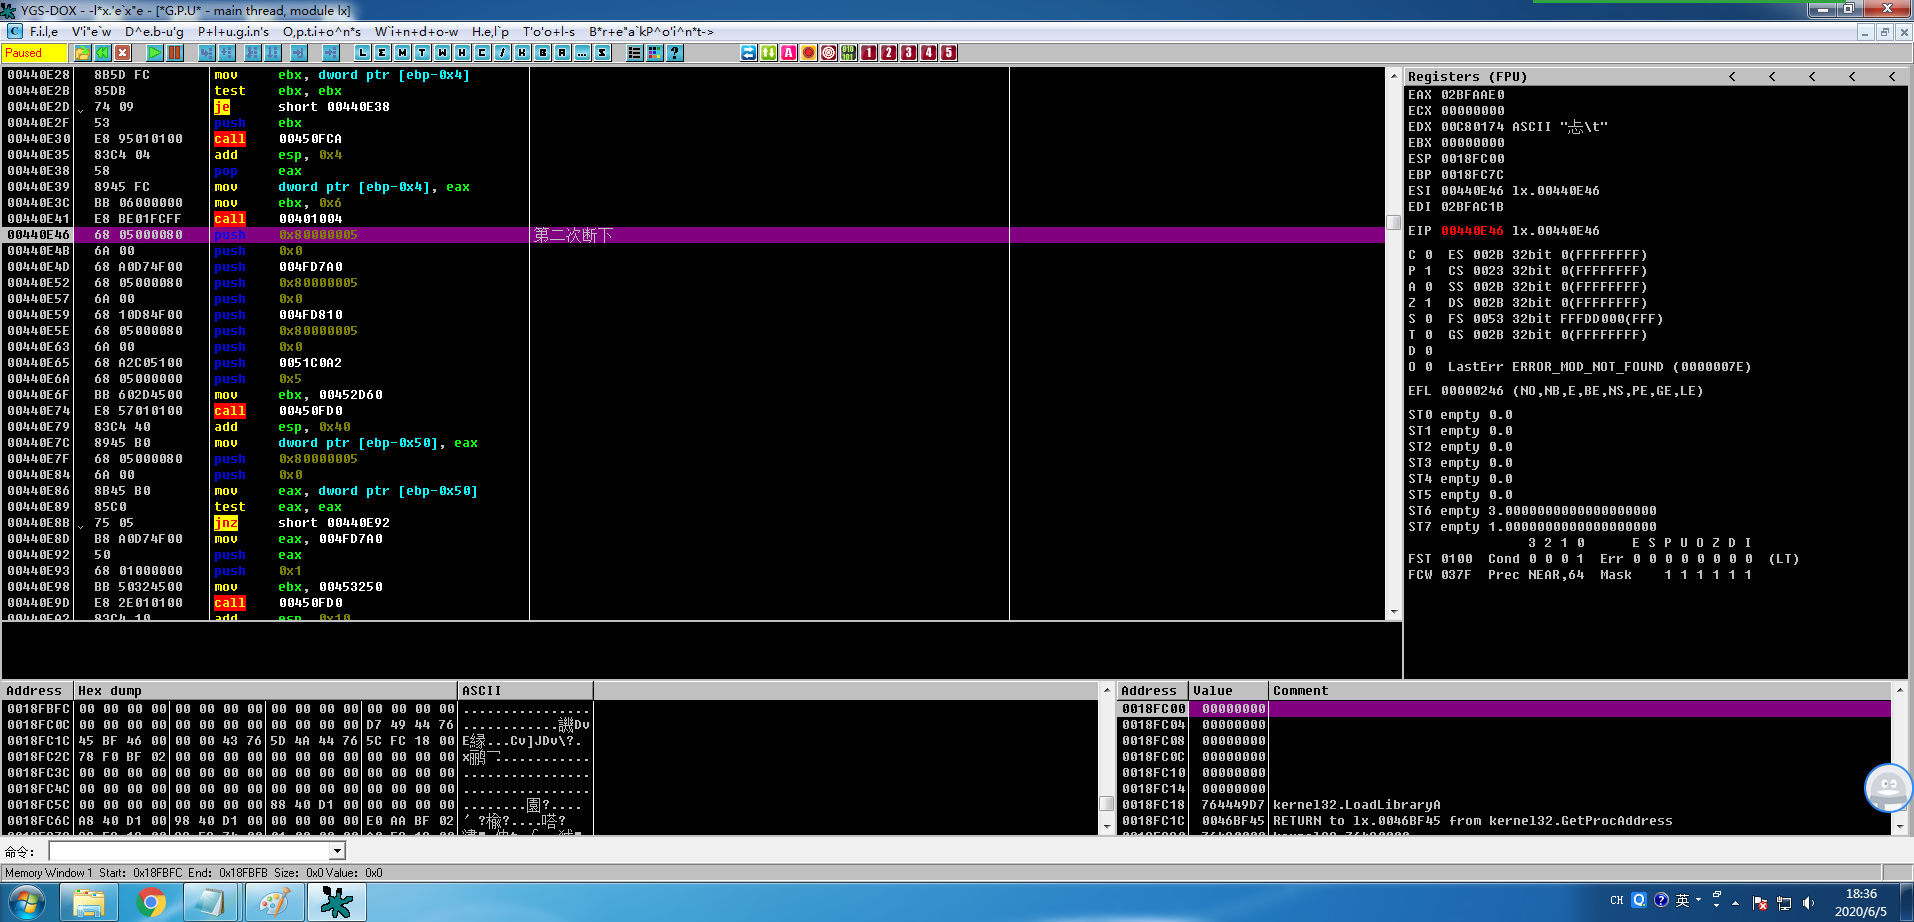 YGS-DOX - -l*x.'e`x"e - [*G.P.U* - main thread, module lx]
F.i.l,e V'i"e`w D^e.b-u'g P+l+u.g.i.n's O,p.t.i+o^n*s W`i+n+d+o-w H.e,l`p T'o'o+l-s B*r+e"a`kP^o'i^n*t->
Paused L E M T W H C / K B R ... S ? A 1 2 3 4 5
00440E28 8B5D FC mov ebx, dword ptr [ebp-0x4]
00440E2B 85DB test ebx, ebx
00440E2D 74 09 je short 00440E38
00440E2F 53 push ebx
00440E30 E8 95010100 call 00450FCA
00440E35 83C4 04 add esp, 0x4
00440E38 58 pop eax
00440E39 8945 FC mov dword ptr [ebp-0x4], eax
00440E3C BB 06000000 mov ebx, 0x6
00440E41 E8 BE01FCFF call 00401004
00440E46 68 05000080 push 0x80000005 第二次断下
00440E4B 6A 00 push 0x0
00440E4D 68 A0D74F00 push 004FD7A0
00440E52 68 05000080 push 0x80000005
00440E57 6A 00 push 0x0
00440E59 68 10D84F00 push 004FD810
00440E5E 68 05000080 push 0x80000005
00440E63 6A 00 push 0x0
00440E65 68 A2C05100 push 0051C0A2
00440E6A 68 05000000 push 0x5
00440E6F BB 602D4500 mov ebx, 00452D60
00440E74 E8 57010100 call 00450FD0
00440E79 83C4 40 add esp, 0x40
00440E7C 8945 B0 mov dword ptr [ebp-0x50], eax
00440E7F 68 05000080 push 0x80000005
00440E84 6A 00 push 0x0
00440E86 8B45 B0 mov eax, dword ptr [ebp-0x50]
00440E89 85C0 test eax, eax
00440E8B 75 05 jnz short 00440E92
00440E8D B8 A0D74F00 mov eax, 004FD7A0
00440E92 50 push eax
00440E93 68 01000000 push 0x1
00440E98 BB 50324500 mov ebx, 00453250
00440E9D E8 2E010100 call 00450FD0
00440EA2 83C4 10 add esp, 0x10
Registers (FPU) < < < < <
EAX 02BFAAE0
ECX 00000000
EDX 00C80174 ASCII "忐\t"
EBX 00000000
ESP 0018FC00
EBP 0018FC7C
ESI 00440E46 lx.00440E46
EDI 02BFAC1B
EIP 00440E46 lx.00440E46
C 0 ES 002B 32bit 0(FFFFFFFF)
P 1 CS 0023 32bit 0(FFFFFFFF)
A 0 SS 002B 32bit 0(FFFFFFFF)
Z 1 DS 002B 32bit 0(FFFFFFFF)
S 0 FS 0053 32bit FFFDD000(FFF)
T 0 GS 002B 32bit 0(FFFFFFFF)
D 0
O 0 LastErr ERROR_MOD_NOT_FOUND (0000007E)
EFL 00000246 (NO,NB,E,BE,NS,PE,GE,LE)
ST0 empty 0.0
ST1 empty 0.0
ST2 empty 0.0
ST3 empty 0.0
ST4 empty 0.0
ST5 empty 0.0
ST6 empty 3.0000000000000000000
ST7 empty 1.0000000000000000000
3 2 1 0 E S P U O Z D I
FST 0100 Cond 0 0 0 1 Err 0 0 0 0 0 0 0 0 (LT)
FCW 037F Prec NEAR,64 Mask 1 1 1 1 1 1
Address Hex dump ASCII
0018FBFC 00 00 00 00 00 00 00 00 00 00 00 00 00 00 00 00 ................
0018FC0C 00 00 00 00 00 00 00 00 00 00 00 00 D7 49 44 76 ............譏Dv
0018FC1C 45 BF 46 00 00 00 43 76 5D 4A 44 76 5C FC 18 00 E縁...Cv]JDv\?.
0018FC2C 78 F0 BF 02 00 00 00 00 00 00 00 00 00 00 00 00
0018FC3C 00 00 00 00 00 00 00 00 00 00 00 00 00 00 00 00 ................
0018FC4C 00 00 00 00 00 00 00 00 00 00 00 00 00 00 00 00 ................
0018FC5C 00 00 00 00 00 00 00 00 88 40 D1 00 00 00 00 00 ........園?....
0018FC6C A8 40 D1 00 98 40 D1 00 00 00 00 00 E0 AA BF 02
Address Value Comment
0018FC00 00000000
0018FC04 00000000
0018FC08 00000000
0018FC0C 00000000
0018FC10 00000000
0018FC14 00000000
0018FC18 764449D7 kernel32.LoadLibraryA
0018FC1C 0046BF45 RETURN to lx.0046BF45 from kernel32.GetProcAddress
命令:
Memory Window 1 Start: 0x18FBFC End: 0x18FBFB Size: 0x0 Value: 0x0
CH 英 18:36
2020/6/5